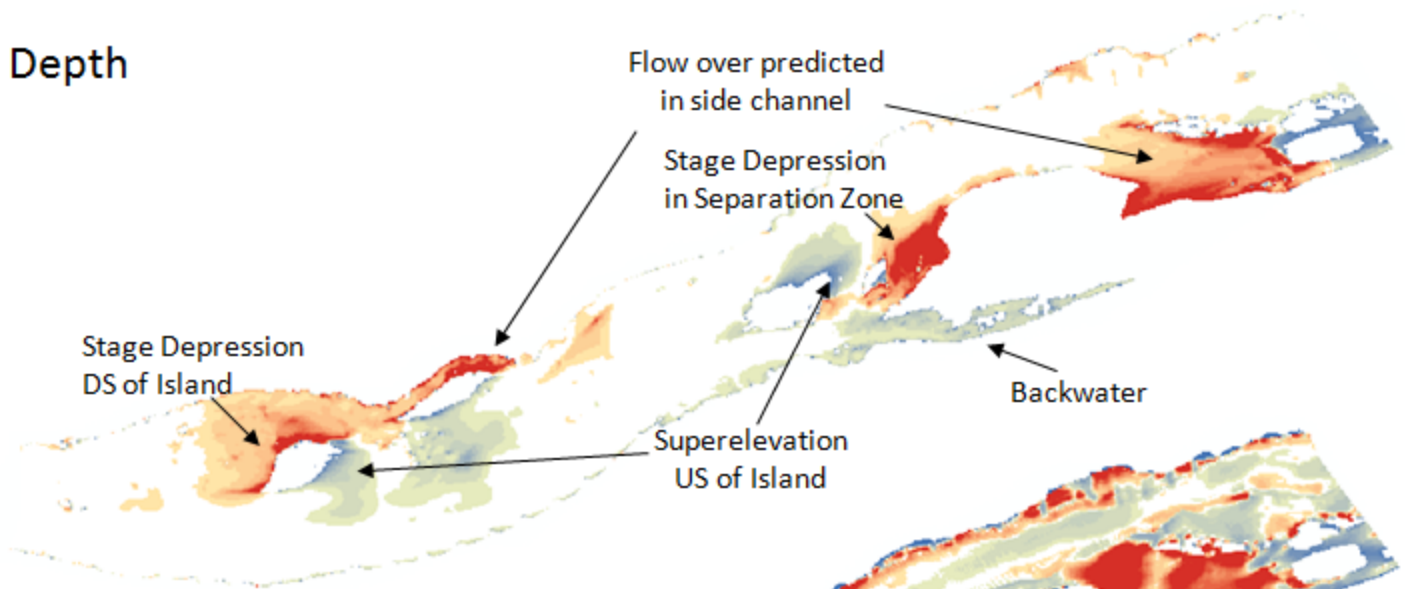 Depth
Flow over predicted
in side channel
Stage Depression
in Separation Zone
Stage Depression
DS of Island
Backwater
Superelevation
US of Island